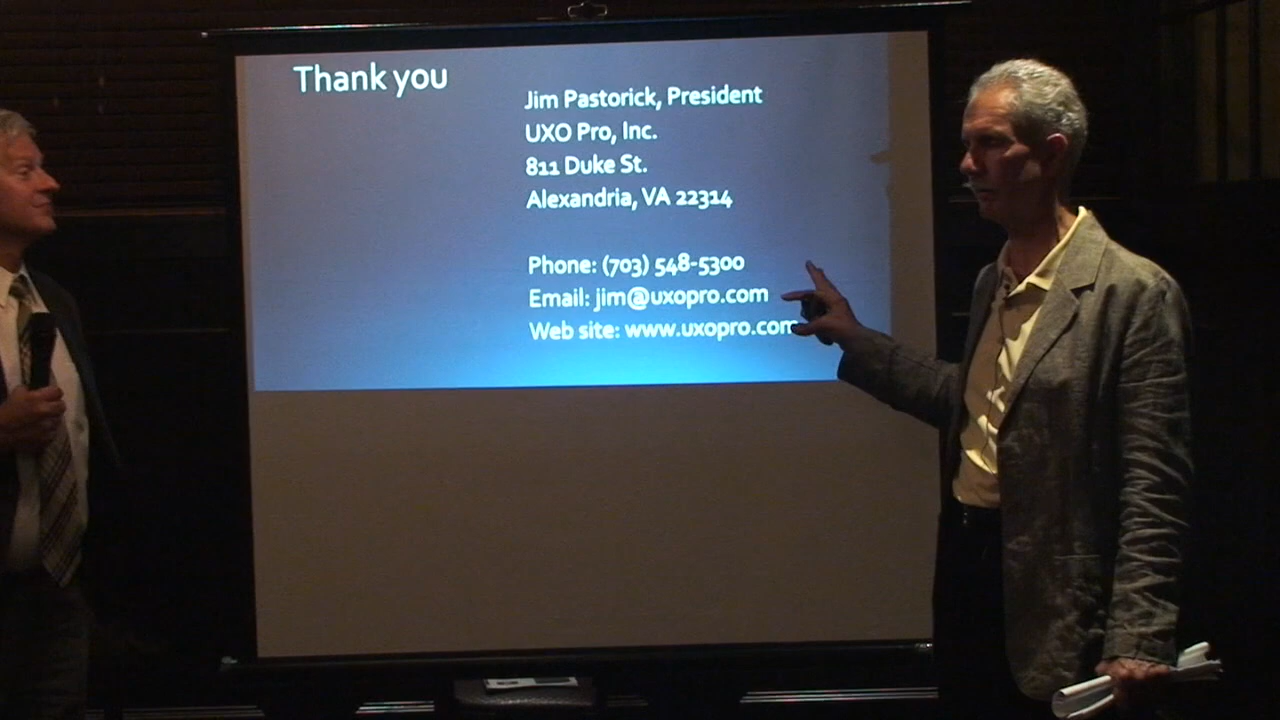 Thank you
Jim Pastorick, President
UXO Pro, Inc.
811 Duke St.
Alexandria, VA 22314
Phone: (703) 548-5300
Email: jim@uxopro.com
Web site: www.uxopro.com